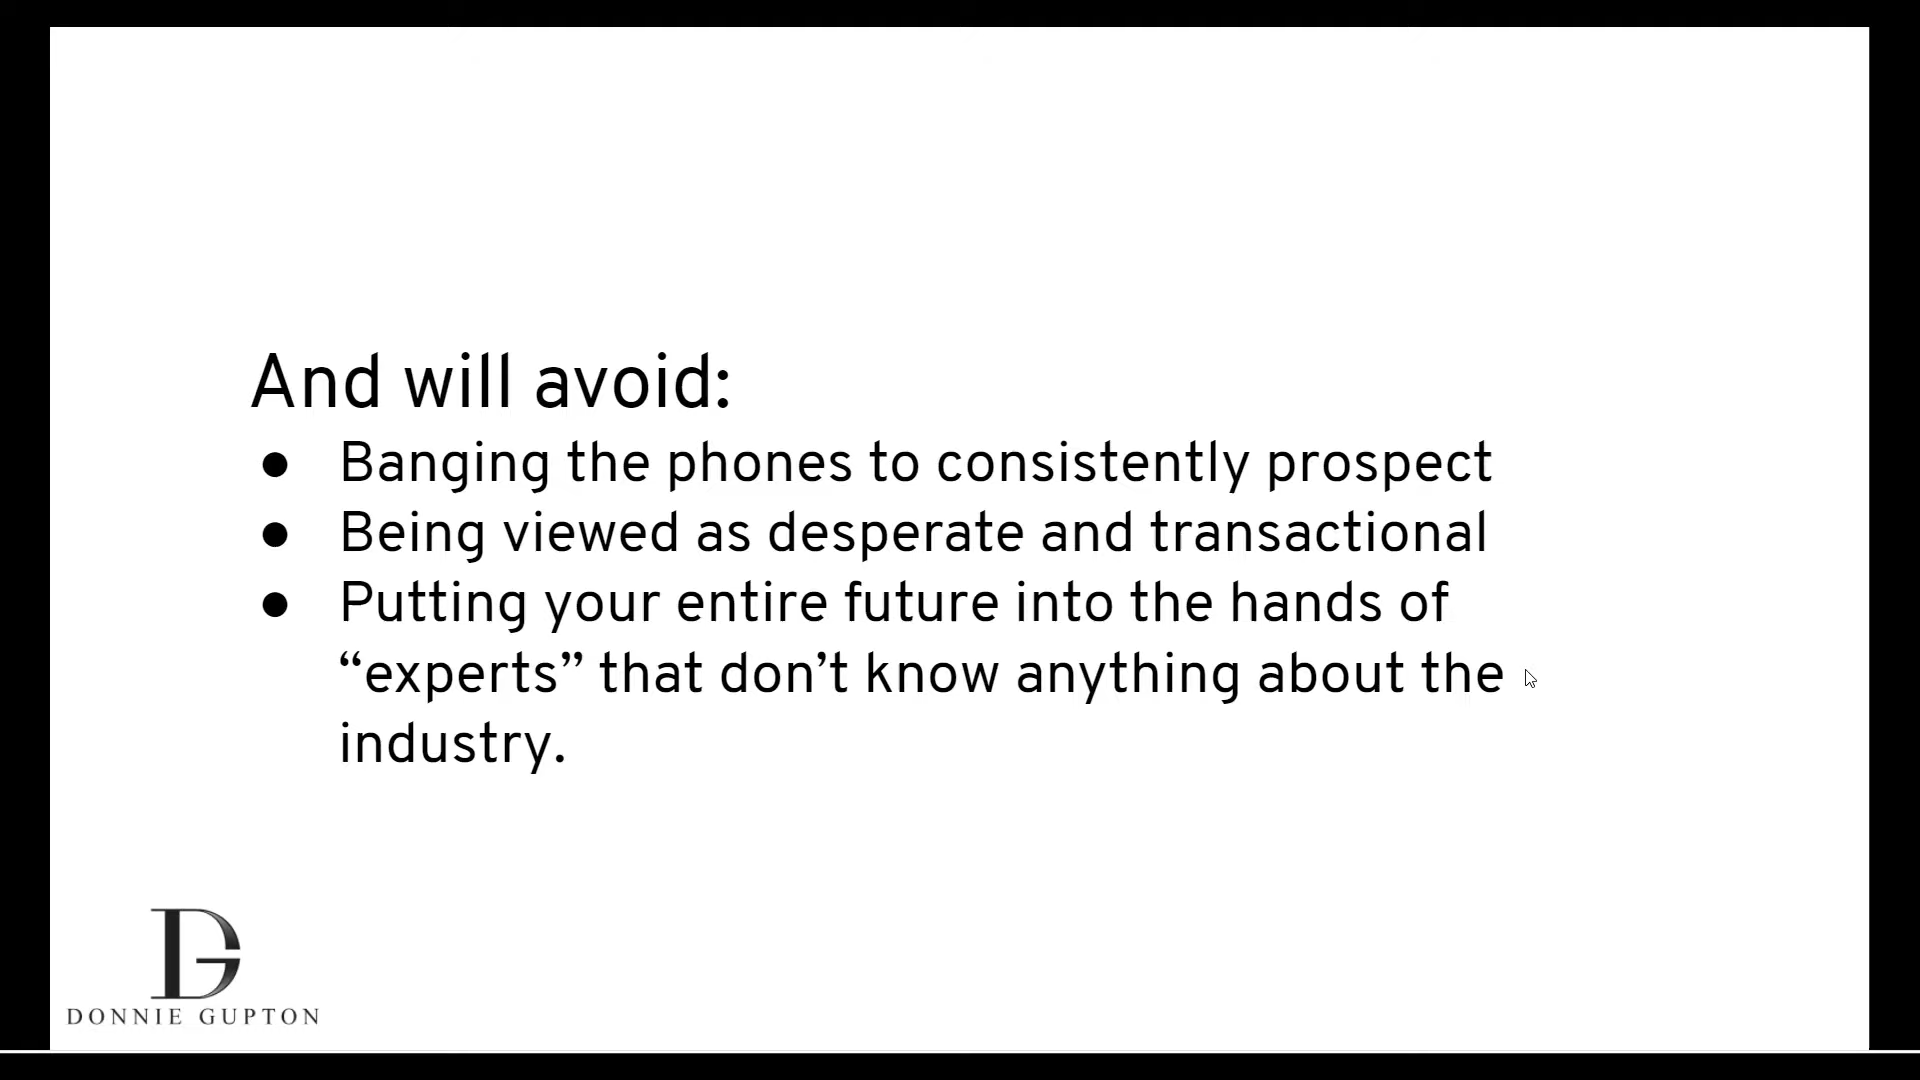 And will avoid:
● Banging the phones to consistently prospect
● Being viewed as desperate and transactional
● Putting your entire future into the hands of
“experts” that don’t know anything about the
industry.
DG
DONNIE GUPTON